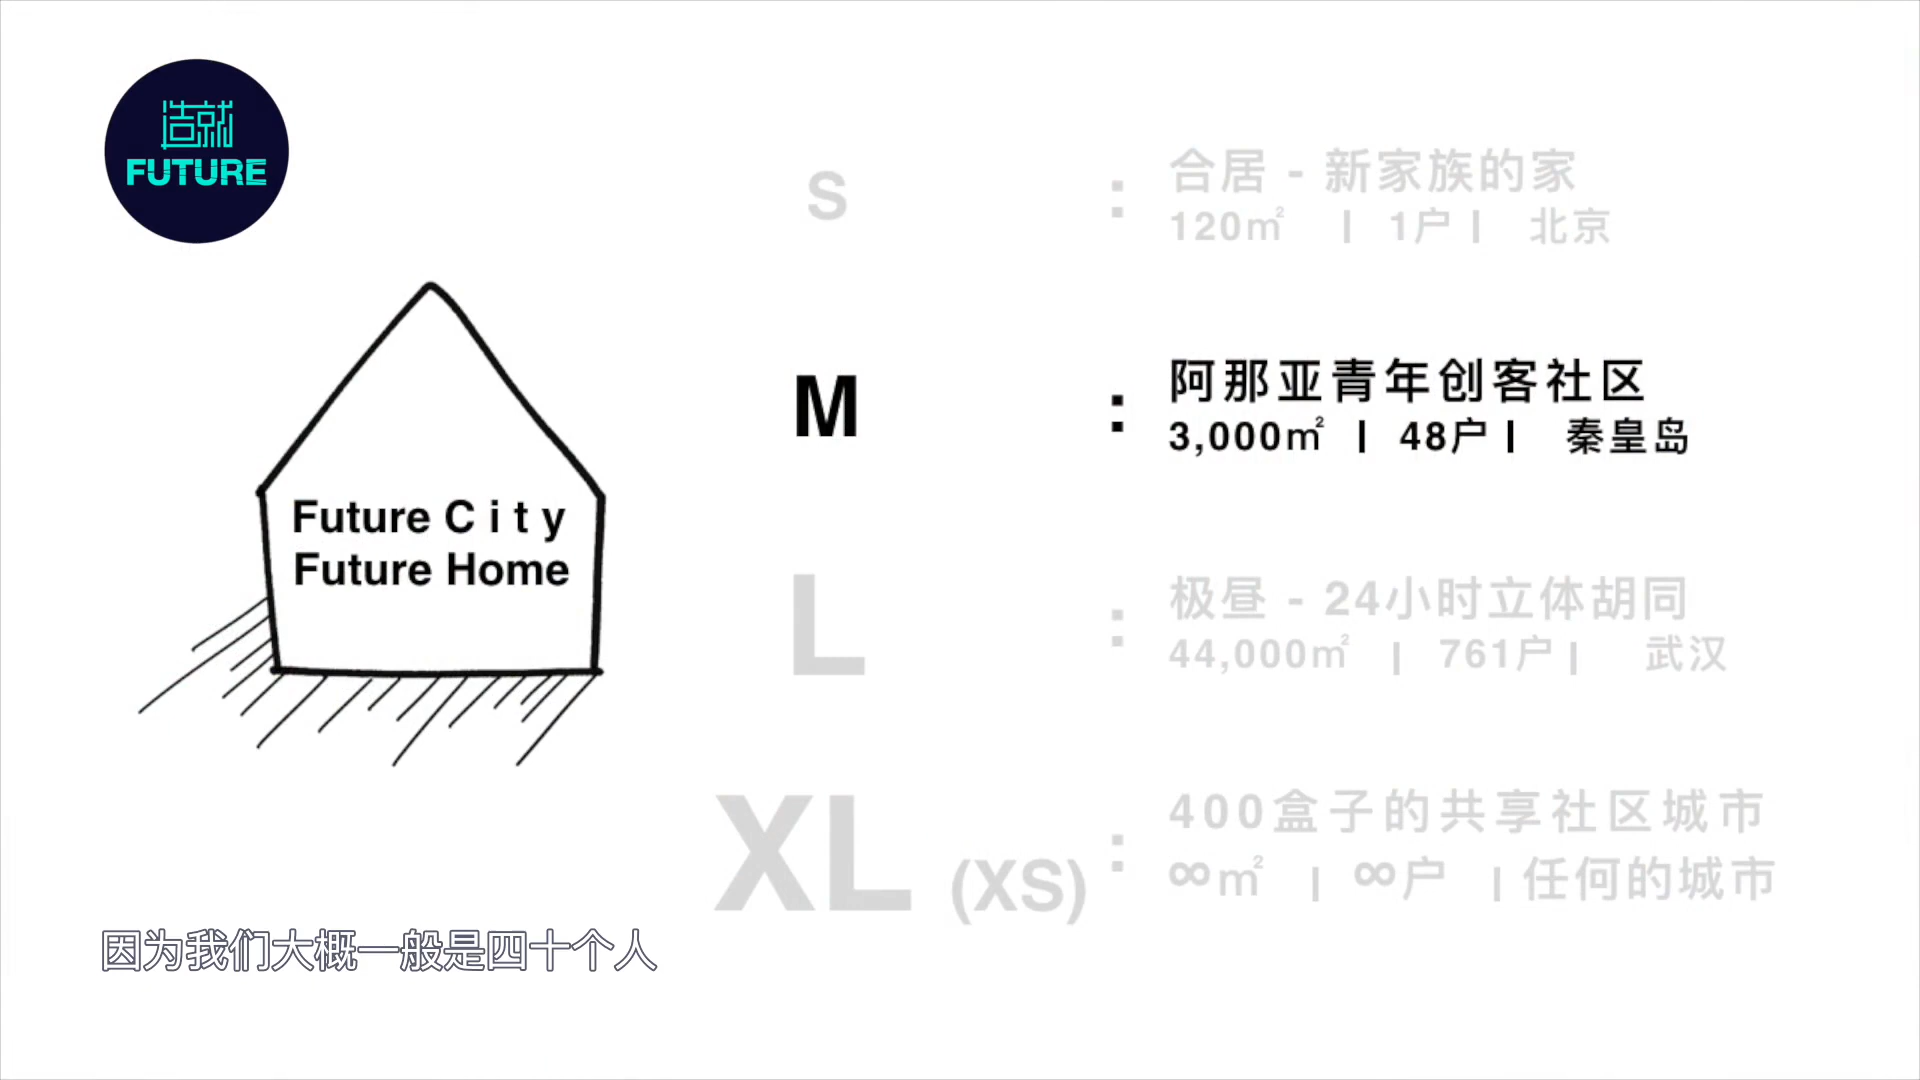 造就
FUTURE
Future City
Future Home
S : 合居 - 新家族的家
120㎡ | 1户 | 北京
M : 阿那亚青年创客社区
3,000㎡ | 48户 | 秦皇岛
L : 极昼 - 24小时立体胡同
44,000㎡ | 761户 | 武汉
XL (XS) : 400盒子的共享社区城市
∞㎡ | ∞户 | 任何的城市
因为我们大概一般是四十个人